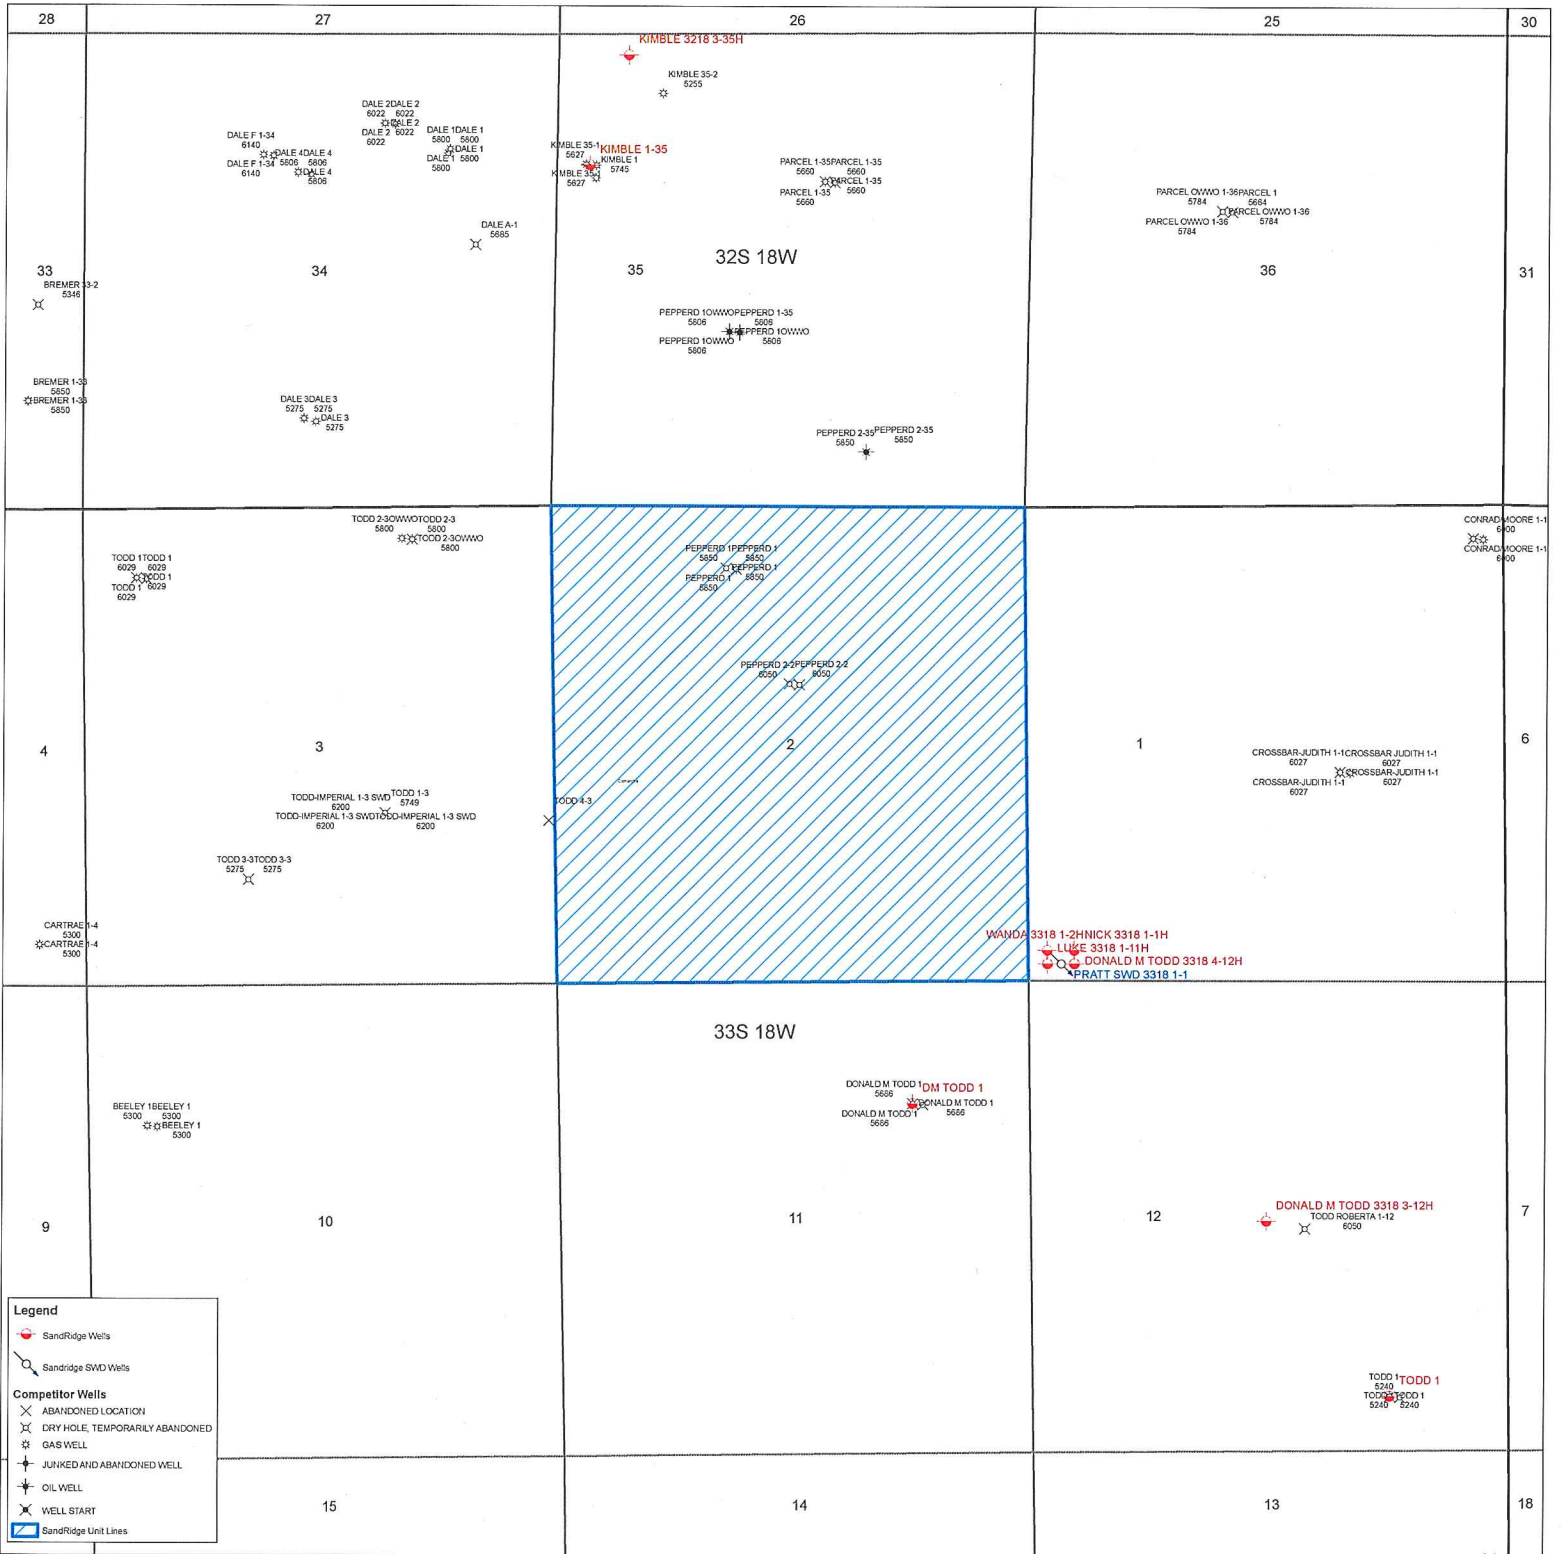 28
27
26
25
30
KIMBLE 3218 3-35H
KIMBLE 35-2
5255
DALE 2DALE 2
6022 6022
DALE 2
DALE 2 6022
6022
DALE F 1-34
6140
DALE 4DALE 4
5806 5806
DALE F 1-34
6140
DALE 4
5806
DALE 1DALE 1
5800 5800
DALE 1
DALE 1 5800
5800
KIMBLE 35-1
5627
KIMBLE 1-35
KIMBLE 1
5745
KIMBLE 35-1
5627
PARCEL 1-35PARCEL 1-35
5660 5660
PARCEL 1-35
PARCEL 1-35 5660
5660
PARCEL OWWO 1-36PARCEL 1
5784 5664
PARCEL OWWO 1-36
PARCEL OWWO 1-36 5784
5784
DALE A-1
5685
32S 18W
33
34
35
36
31
BREMER 33-2
5346
PEPPERD 1OWWOPEPPERD 1-35
5806 5806
PEPPERD 1OWWO
PEPPERD 1OWWO 5806
5806
BREMER 1-33
5850
BREMER 1-33
5850
DALE 3DALE 3
5275 5275
DALE 3
5275
PEPPERD 2-35PEPPERD 2-35
5850 5850
TODD 2-3OWWOTODD 2-3
5800 5800
TODD 2-3OWWO
5800
CONRAD MOORE 1-1
6000
CONRAD MOORE 1-1
6000
TODD 1TODD 1
6029 6029
TODD 1
TODD 1 6029
6029
PEPPERD 1PEPPERD 1
5850 5850
PEPPERD 1
PEPPERD 1 5850
5850
PEPPERD 2-2PEPPERD 2-2
6050 6050
4
3
2
1
6
CROSSBAR-JUDITH 1-1CROSSBAR JUDITH 1-1
6027 6027
CROSSBAR-JUDITH 1-1
CROSSBAR-JUDITH 1-1 6027
6027
TODD 1-3
TODD-IMPERIAL 1-3 SWD 5749
6200
TODD-IMPERIAL 1-3 SWDTODD-IMPERIAL 1-3 SWD
6200 6200
TODD 4-3
TODD 3-3TODD 3-3
5275 5275
CARTRAE 1-4
5300
CARTRAE 1-4
5300
WANDA 3318 1-2HNICK 3318 1-1H
LUKE 3318 1-11H
DONALD M TODD 3318 4-12H
PRATT SWD 3318 1-1
33S 18W
DONALD M TODD 1
5686
DM TODD 1
DONALD M TODD 1
DONALD M TODD 1 5686
5686
BEELEY 1BEELEY 1
5300 5300
BEELEY 1
5300
9
10
11
12
7
DONALD M TODD 3318 3-12H
TODD ROBERTA 1-12
6050
TODD 1
5240
TODD 1
TODD 1TODD 1
5240 5240
Legend
SandRidge Wells
Sandridge SWD Wells
Competitor Wells
ABANDONED LOCATION
DRY HOLE, TEMPORARILY ABANDONED
GAS WELL
JUNKED AND ABANDONED WELL
OIL WELL
WELL START
SandRidge Unit Lines
15
14
13
18